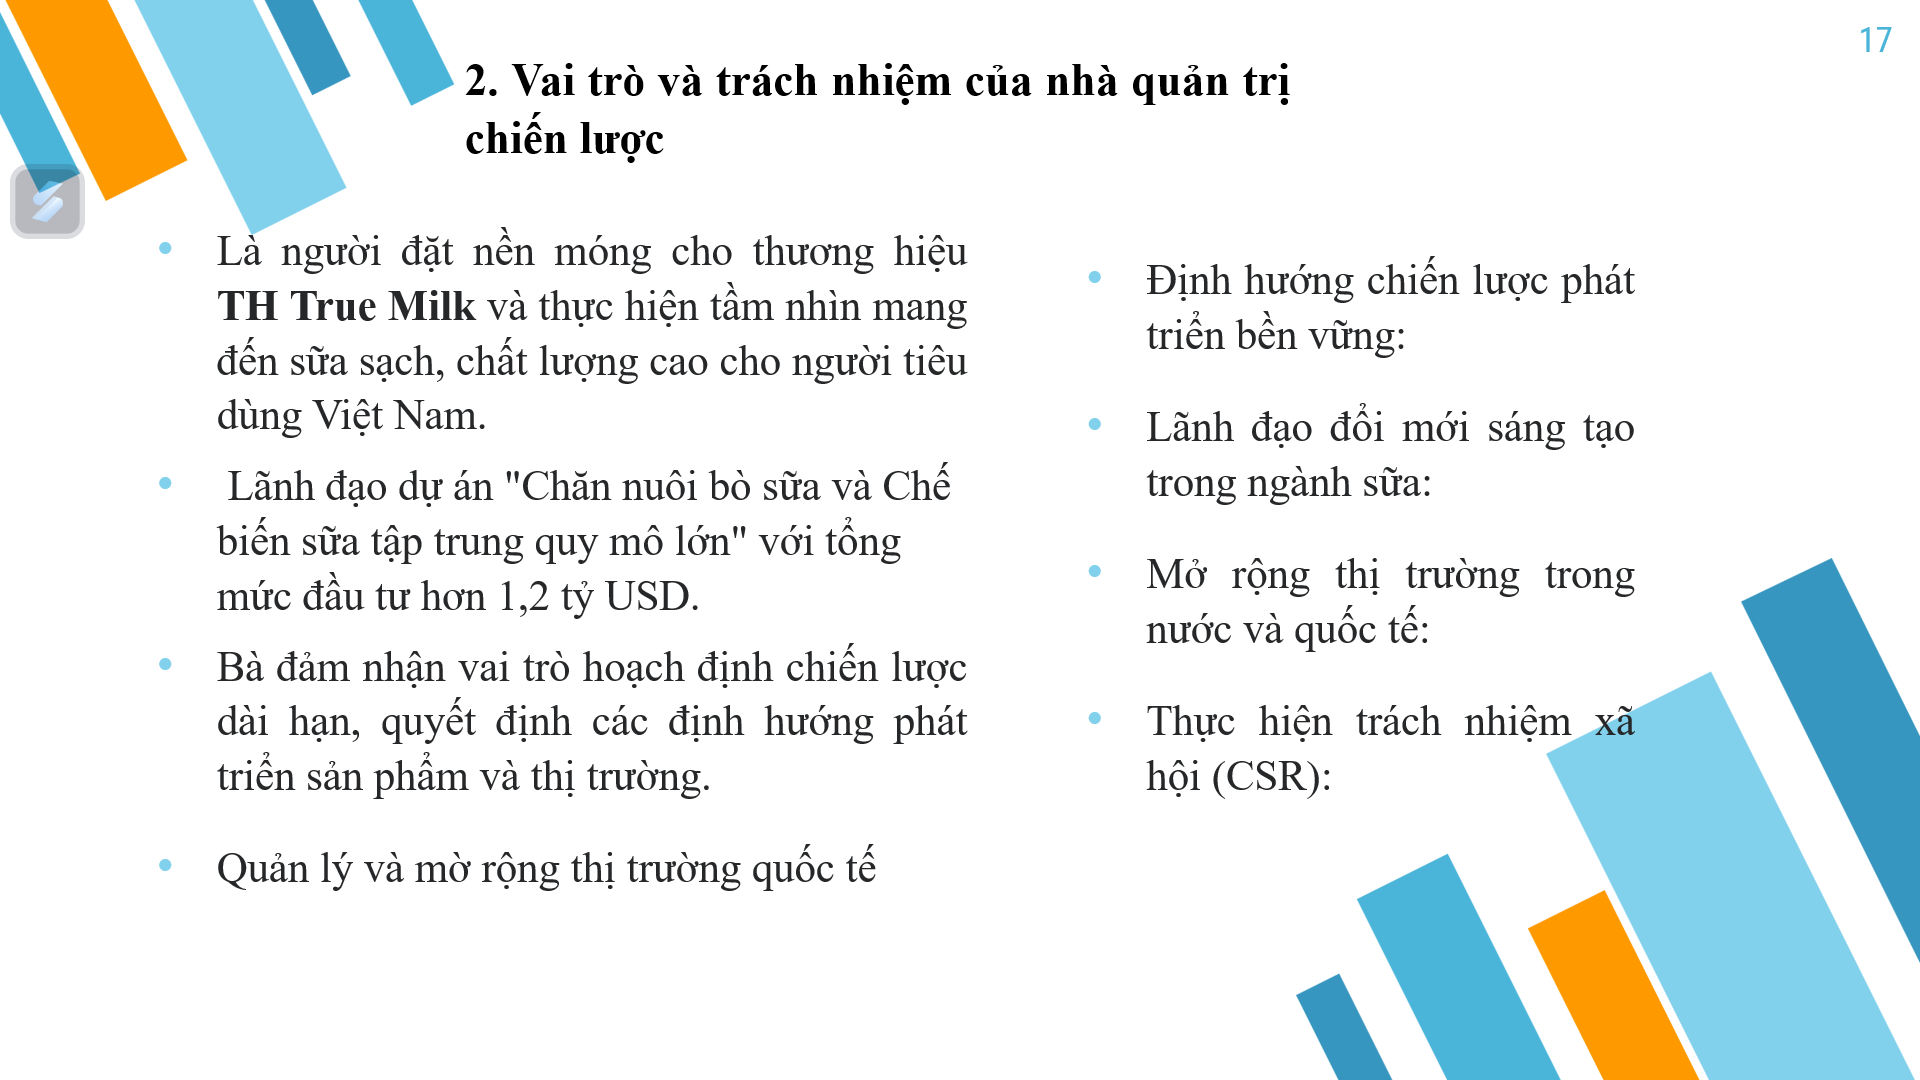 17
2. Vai trò và trách nhiệm của nhà quản trị
chiến lược
• Là người đặt nền móng cho thương hiệu
TH True Milk và thực hiện tầm nhìn mang
đến sữa sạch, chất lượng cao cho người tiêu
dùng Việt Nam.
• Lãnh đạo dự án "Chăn nuôi bò sữa và Chế
biến sữa tập trung quy mô lớn" với tổng
mức đầu tư hơn 1,2 tỷ USD.
• Bà đảm nhận vai trò hoạch định chiến lược
dài hạn, quyết định các định hướng phát
triển sản phẩm và thị trường.
• Quản lý và mờ rộng thị trường quốc tế
• Định hướng chiến lược phát
triển bền vững:
• Lãnh đạo đổi mới sáng tạo
trong ngành sữa:
• Mở rộng thị trường trong
nước và quốc tế:
• Thực hiện trách nhiệm xã
hội (CSR):